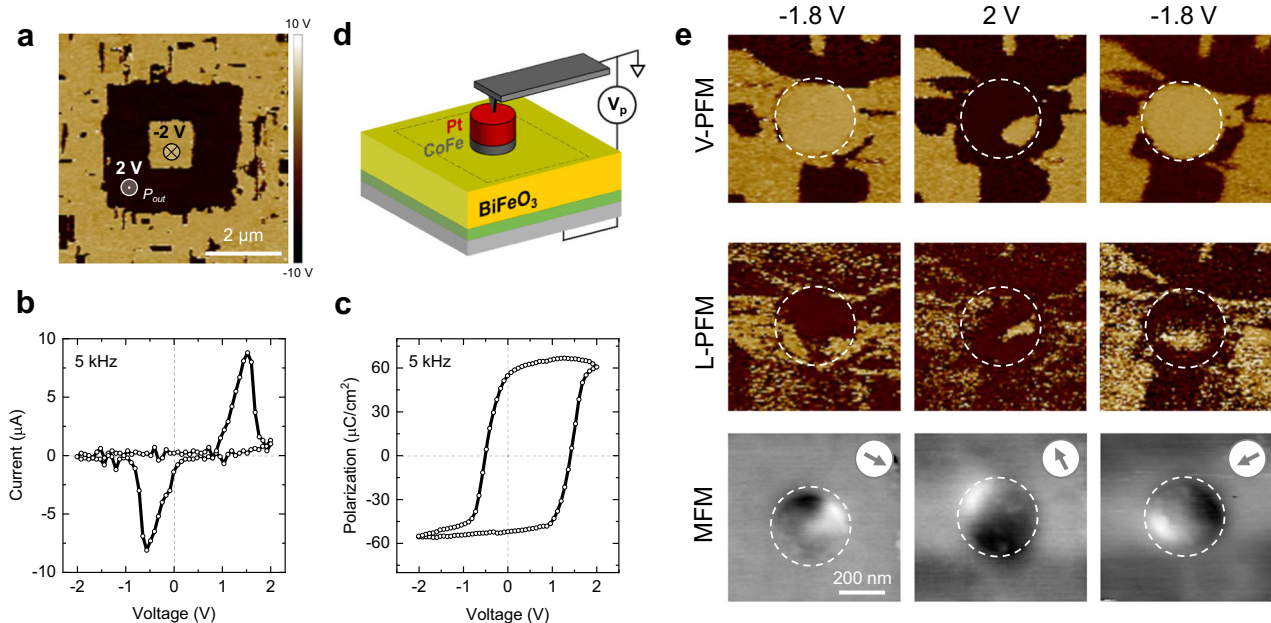 a
10 V
-2 V
2 V
P_out
2 μm
-10 V
b
5 kHz
10
5
0
-5
-10
Current (μA)
-2
-1
0
1
2
Voltage (V)
c
5 kHz
60
30
0
-30
-60
Polarization (μC/cm²)
-2
-1
0
1
2
Voltage (V)
d
Pt
CoFe
BiFeO₃
V_p
e
-1.8 V
2 V
-1.8 V
V-PFM
L-PFM
MFM
200 nm